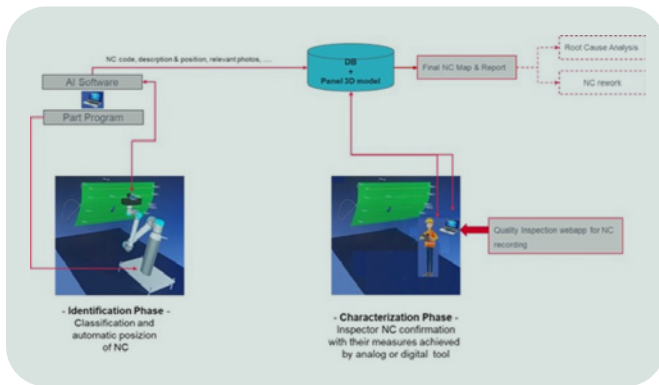 NC code, description & position, relevant photos, ....
AI Software
Part Program
DB
+
Panel 3D model
Final NC Map & Report
Root Cause Analysis
NC rework
Quality Inspection webapp for NC
recording
- Identification Phase -
Classification and
automatic posizion
of NC
- Characterization Phase -
Inspector NC confirmation
with their measures achieved
by analog or digital tool